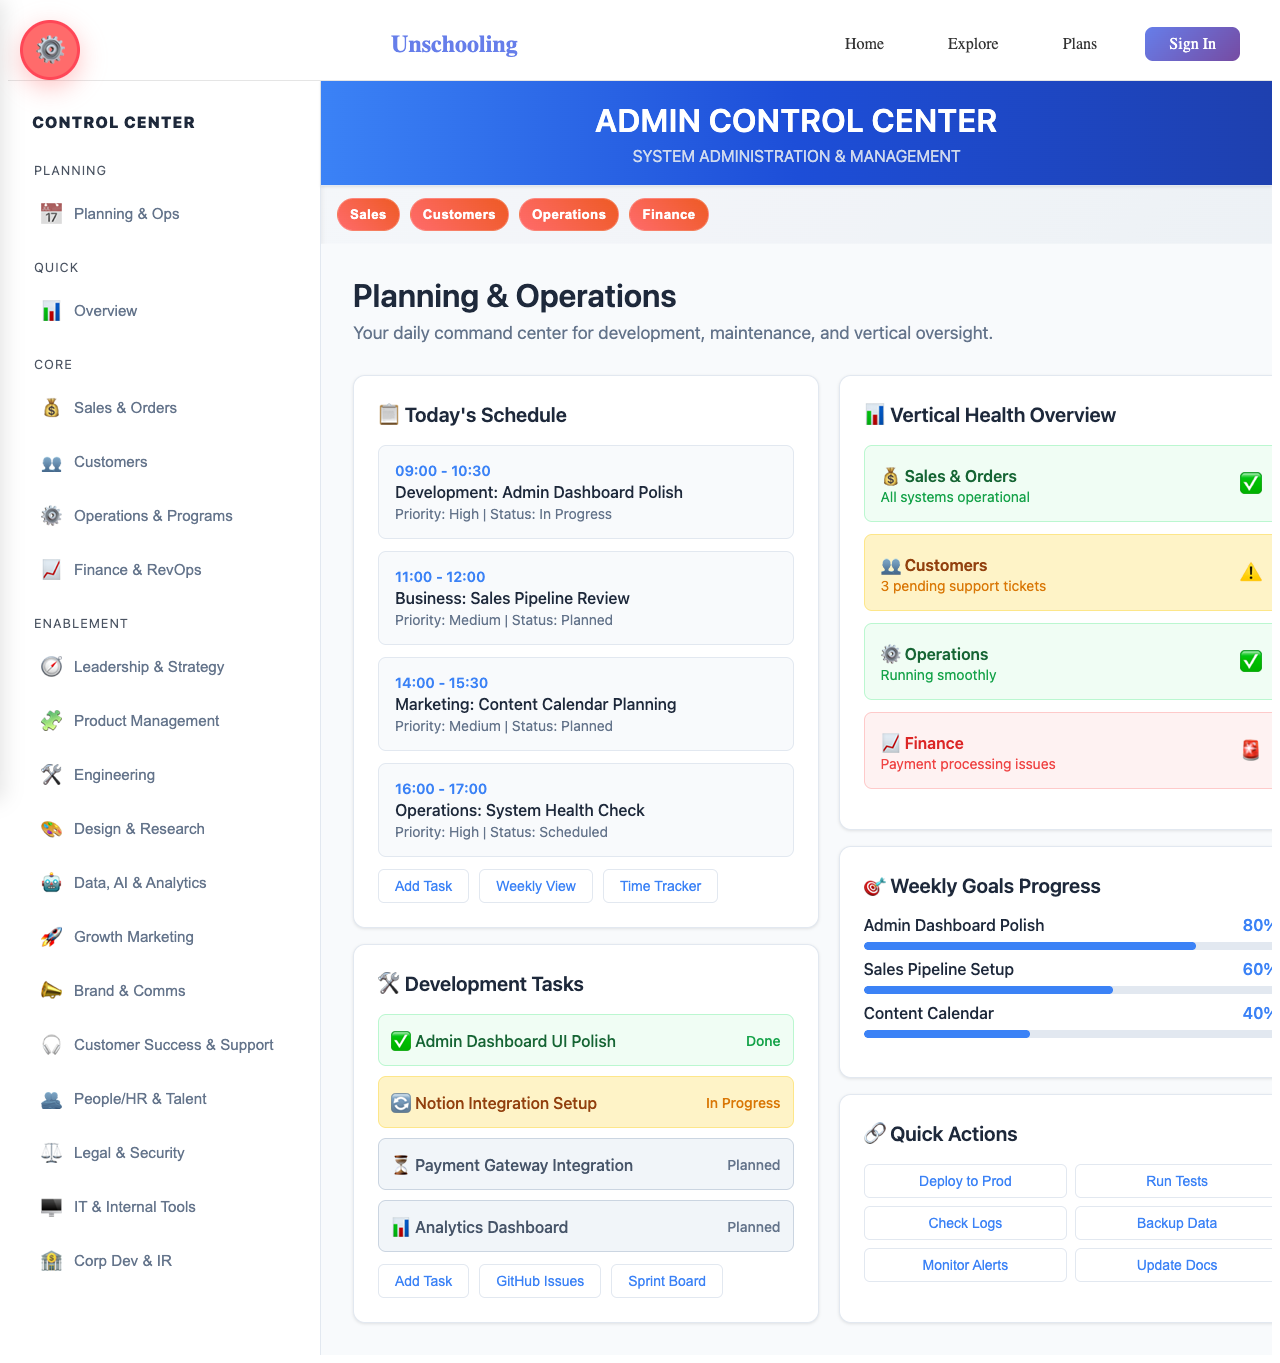 Unschooling
Home
Explore
Plans
Sign In
CONTROL CENTER
PLANNING
Planning & Ops
QUICK
Overview
CORE
Sales & Orders
Customers
Operations & Programs
Finance & RevOps
ENABLEMENT
Leadership & Strategy
Product Management
Engineering
Design & Research
Data, AI & Analytics
Growth Marketing
Brand & Comms
Customer Success & Support
People/HR & Talent
Legal & Security
IT & Internal Tools
Corp Dev & IR
ADMIN CONTROL CENTER
SYSTEM ADMINISTRATION & MANAGEMENT
Sales
Customers
Operations
Finance
Planning & Operations
Your daily command center for development, maintenance, and vertical oversight.
Today's Schedule
09:00 - 10:30
Development: Admin Dashboard Polish
Priority: High | Status: In Progress
11:00 - 12:00
Business: Sales Pipeline Review
Priority: Medium | Status: Planned
14:00 - 15:30
Marketing: Content Calendar Planning
Priority: Medium | Status: Planned
16:00 - 17:00
Operations: System Health Check
Priority: High | Status: Scheduled
Add Task
Weekly View
Time Tracker
Development Tasks
Admin Dashboard UI Polish
Done
Notion Integration Setup
In Progress
Payment Gateway Integration
Planned
Analytics Dashboard
Planned
Add Task
GitHub Issues
Sprint Board
Vertical Health Overview
Sales & Orders
All systems operational
Customers
3 pending support tickets
Operations
Running smoothly
Finance
Payment processing issues
Weekly Goals Progress
Admin Dashboard Polish
80%
Sales Pipeline Setup
60%
Content Calendar
40%
Quick Actions
Deploy to Prod
Run Tests
Check Logs
Backup Data
Monitor Alerts
Update Docs